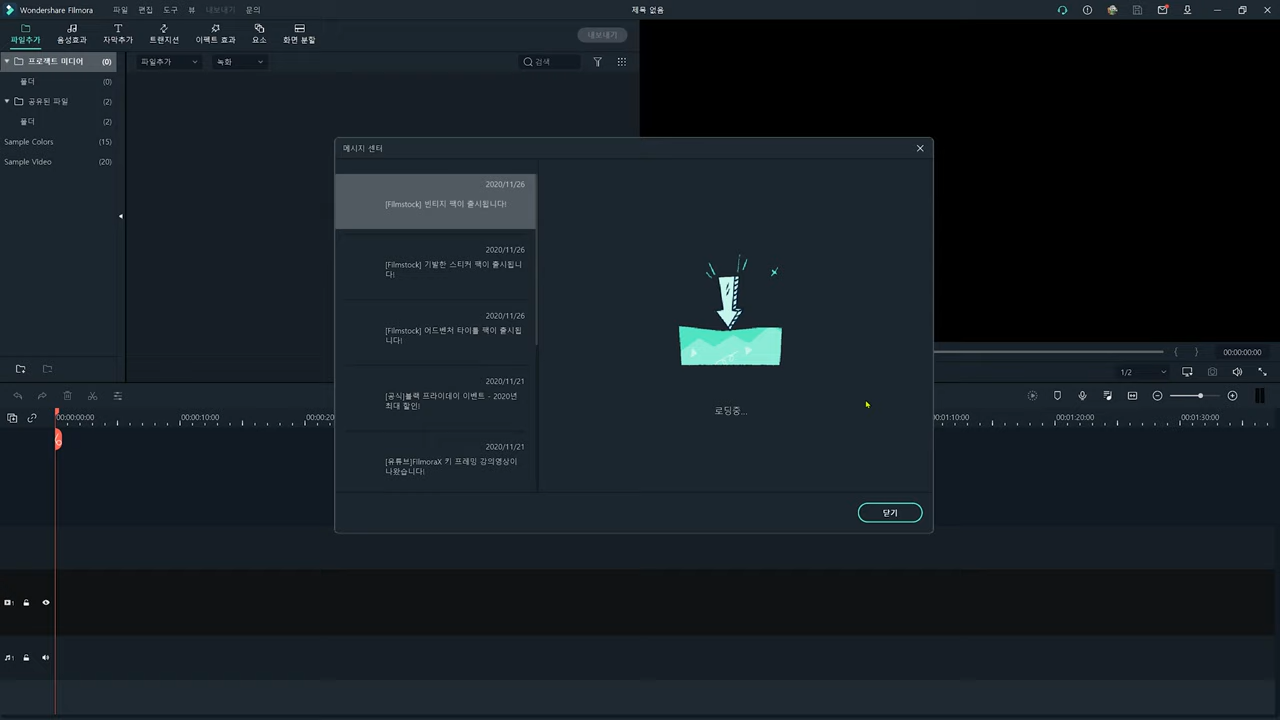 Wondershare Filmora 파일 편집 도구 뷰 내보내기 문의 제목 없음
파일추가 음성효과 자막추가 트랜지션 이펙트 효과 요소 화면 분할 내보내기
프로젝트 미디어 (0) 파일추가 녹화 검색
폴더 (0)
공유된 파일 (2)
폴더 (2)
Sample Colors (15)
Sample Video (20)
메시지 센터
2020/11/26
[Filmstock] 빈티지 팩이 출시됩니다!
2020/11/26
[Filmstock] 기발한 스티커 팩이 출시됩니
다!
2020/11/26
[Filmstock] 어드벤처 타이틀 팩이 출시됩
니다!
2020/11/21
[공식]블랙 프라이데이 이벤트 - 2020년
최대 할인!
2020/11/21
[유튜브]FilmoraX 키 프레임 강의영상이
나왔습니다!
로딩중...
닫기
00:00:00:00
1/2
00:00:00:00 00:00:10:00 00:00:20 00:01:10:00 00:01:20:00 00:01:30:00
1
1